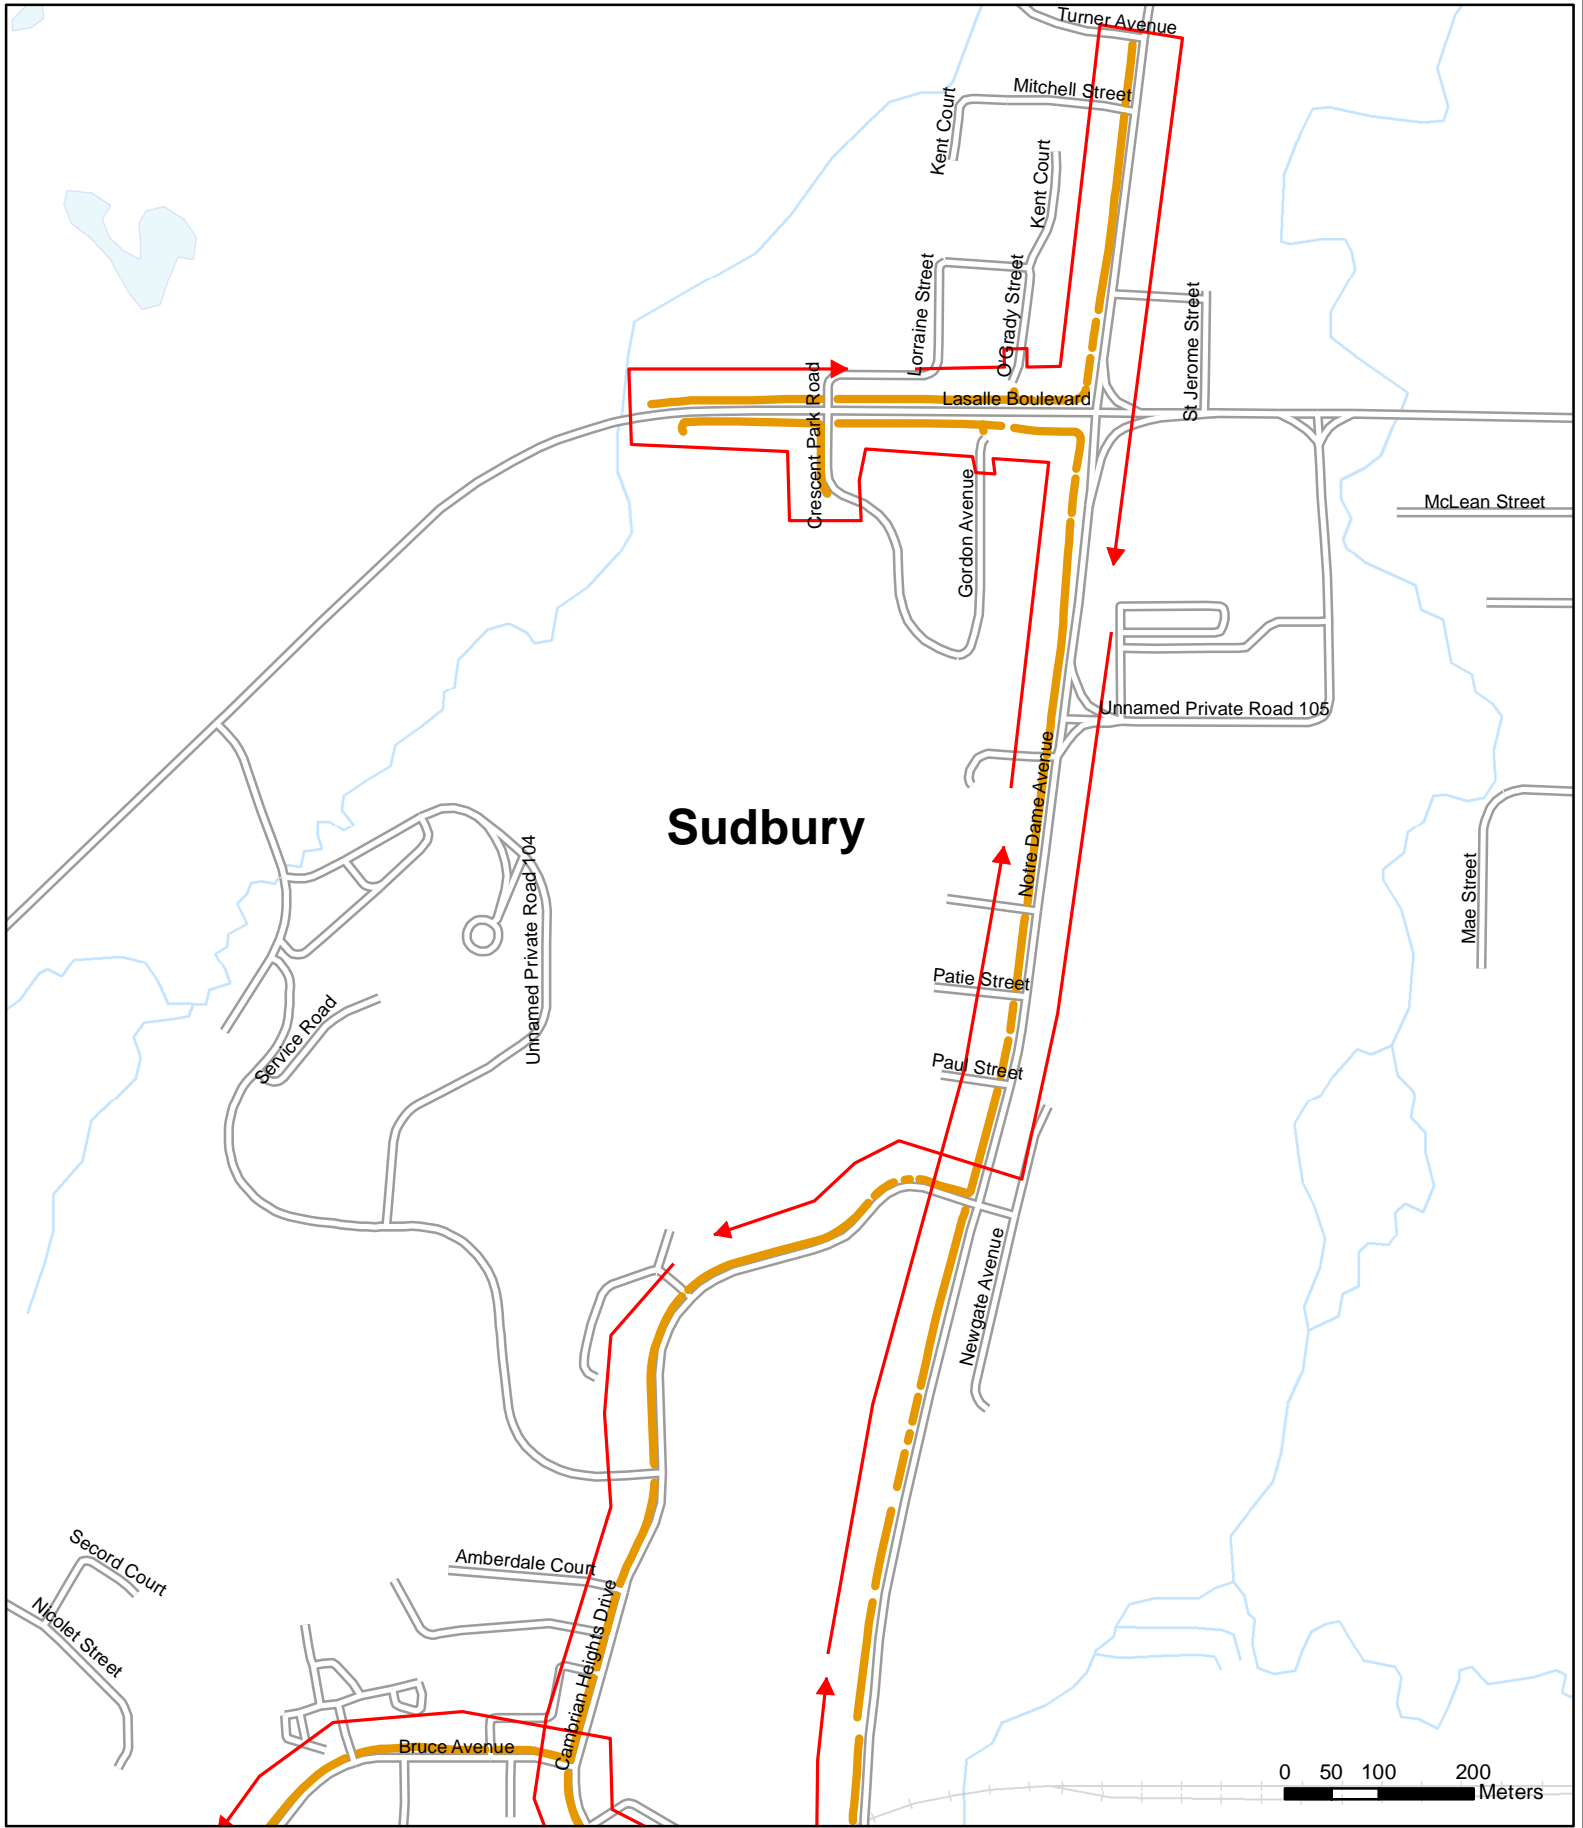 Turner Avenue
Mitchell Street
Kent Court
Kent Court
Lorraine Street
O'Grady Street
St Jerome Street
Crescent Park Road
Lasalle Boulevard
Gordon Avenue
McLean Street
Unnamed Private Road 105
Notre Dame Avenue
Sudbury
Unnamed Private Road 104
Mae Street
Patie Street
Service Road
Paul Street
Newgate Avenue
Secord Court
Amberdale Court
Nicolet Street
Cambrian Heights Drive
Bruce Avenue
0 50 100 200
Meters